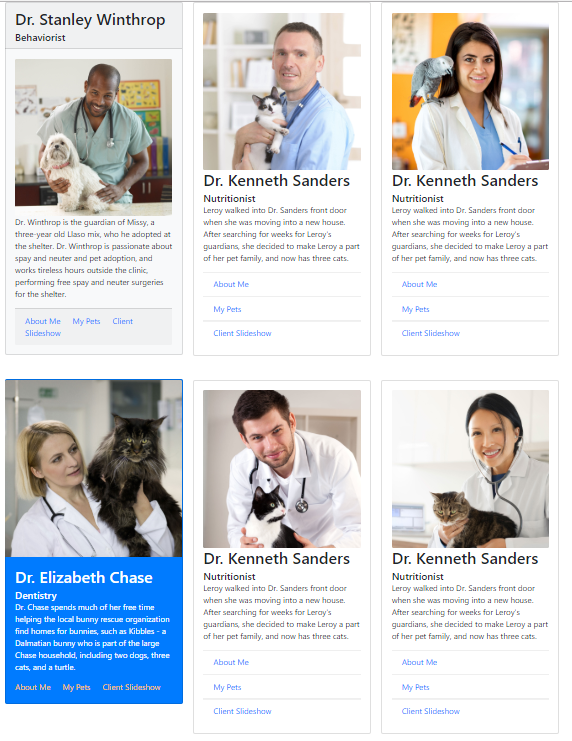 Dr. Stanley Winthrop
Behaviorist
Dr. Winthrop is the guardian of Missy, a
three-year old Llaso mix, who he adopted at
the shelter. Dr. Winthrop is passionate about
spay and neuter and pet adoption, and
works tireless hours outside the clinic,
performing free spay and neuter surgeries
for the shelter.
About Me My Pets Client
Slideshow
Dr. Kenneth Sanders
Nutritionist
Leroy walked into Dr. Sanders front door
when she was moving into a new house.
After searching for weeks for Leroy's
guardians, she decided to make Leroy a part
of her pet family, and now has three cats.
About Me
My Pets
Client Slideshow
Dr. Kenneth Sanders
Nutritionist
Leroy walked into Dr. Sanders front door
when she was moving into a new house.
After searching for weeks for Leroy's
guardians, she decided to make Leroy a part
of her pet family, and now has three cats.
About Me
My Pets
Client Slideshow
Dr. Elizabeth Chase
Dentistry
Dr. Chase spends much of her free time
helping the local bunny rescue organization
find homes for bunnies, such as Kibbles - a
Dalmatian bunny who is part of the large
Chase household, including two dogs, three
cats, and a turtle.
About Me My Pets Client Slideshow
Dr. Kenneth Sanders
Nutritionist
Leroy walked into Dr. Sanders front door
when she was moving into a new house.
After searching for weeks for Leroy's
guardians, she decided to make Leroy a part
of her pet family, and now has three cats.
About Me
My Pets
Client Slideshow
Dr. Kenneth Sanders
Nutritionist
Leroy walked into Dr. Sanders front door
when she was moving into a new house.
After searching for weeks for Leroy's
guardians, she decided to make Leroy a part
of her pet family, and now has three cats.
About Me
My Pets
Client Slideshow